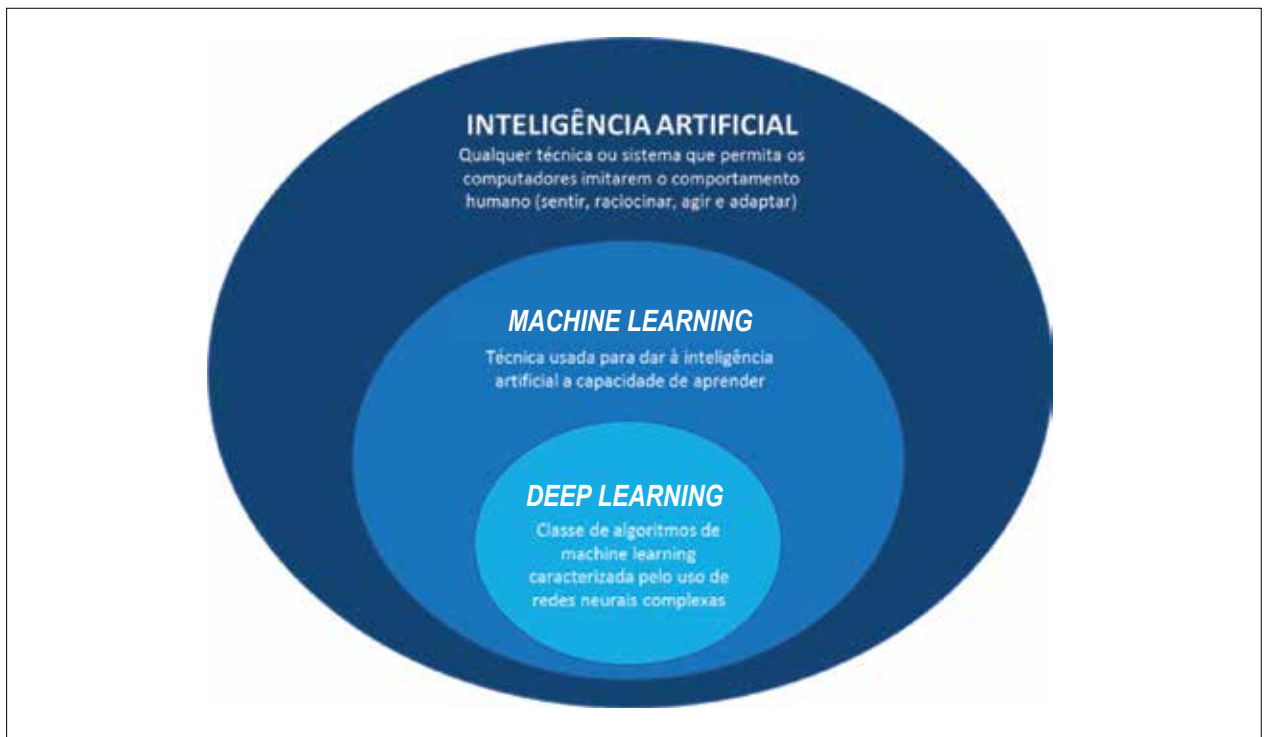 INTELIGÊNCIA ARTIFICIAL
Qualquer técnica ou sistema que permita os
computadores imitarem o comportamento
humano (sentir, raciocinar, agir e adaptar)
MACHINE LEARNING
Técnica usada para dar à inteligência
artificial a capacidade de aprender
DEEP LEARNING
Classe de algoritmos de
machine learning
caracterizada pelo uso de
redes neurais complexas